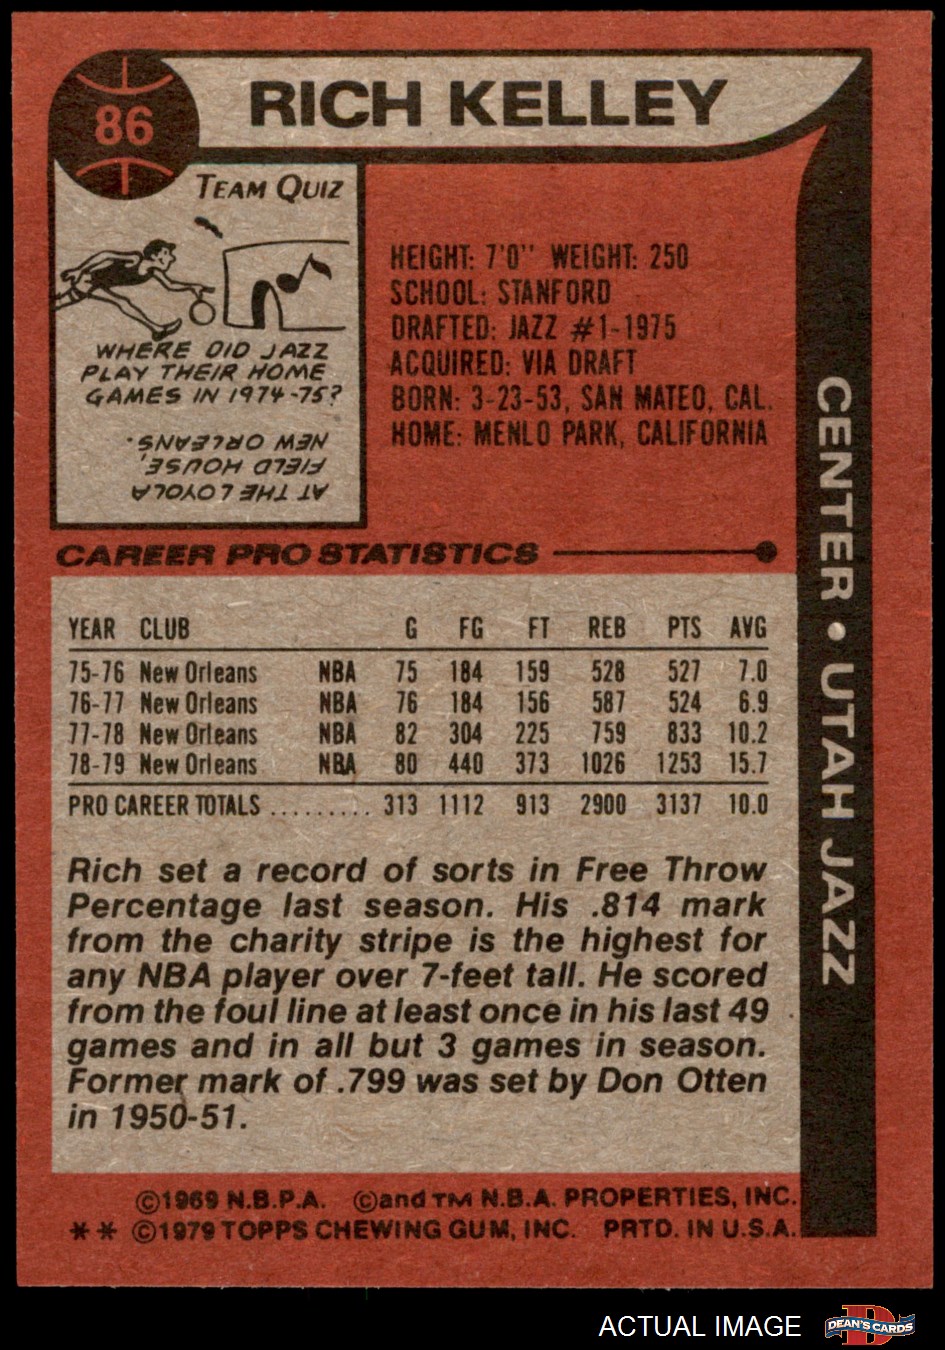 86
RICH KELLEY
TEAM QUIZ
WHERE DID JAZZ
PLAY THEIR HOME
GAMES IN 1974-75?
AT THE LOYOLA
FIELD HOUSE,
NEW ORLEANS.
HEIGHT: 7'0'' WEIGHT: 250
SCHOOL: STANFORD
DRAFTED: JAZZ #1-1975
ACQUIRED: VIA DRAFT
BORN: 3-23-53, SAN MATEO, CAL.
HOME: MENLO PARK, CALIFORNIA
CENTER • UTAH JAZZ
CAREER PRO STATISTICS
YEAR CLUB G FG FT REB PTS AVG
75-76 New Orleans NBA 75 184 159 528 527 7.0
76-77 New Orleans NBA 76 184 156 587 524 6.9
77-78 New Orleans NBA 82 304 225 759 833 10.2
78-79 New Orleans NBA 80 440 373 1026 1253 15.7
PRO CAREER TOTALS ......... 313 1112 913 2900 3137 10.0
Rich set a record of sorts in Free Throw
Percentage last season. His .814 mark
from the charity stripe is the highest for
any NBA player over 7-feet tall. He scored
from the foul line at least once in his last 49
games and in all but 3 games in season.
Former mark of .799 was set by Don Otten
in 1950-51.
©1969 N.B.P.A. ©and TM N.B.A. PROPERTIES, INC.
** ©1979 TOPPS CHEWING GUM, INC. PRTD. IN U.S.A.
ACTUAL IMAGE
D
DEAN'S CARDS